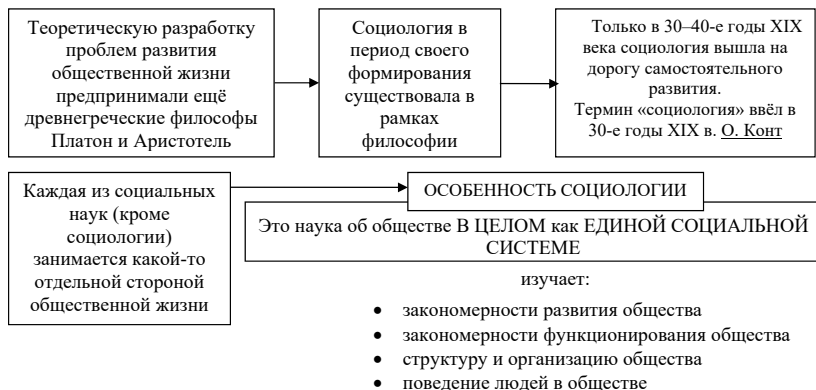 Теоретическую разработку
проблем развития
общественной жизни
предпринимали ещё
древнегреческие философы
Платон и Аристотель
Социология в
период своего
формирования
существовала в
рамках
философии
Только в 30–40-е годы XIX
века социология вышла на
дорогу самостоятельного
развития.
Термин «социология» ввёл в
30-е годы XIX в. О. Конт
Каждая из социальных
наук (кроме
социологии)
занимается какой-то
отдельной стороной
общественной жизни
ОСОБЕННОСТЬ СОЦИОЛОГИИ
Это наука об обществе В ЦЕЛОМ как ЕДИНОЙ СОЦИАЛЬНОЙ
СИСТЕМЕ
изучает:
• закономерности развития общества
• закономерности функционирования общества
• структуру и организацию общества
• поведение людей в обществе